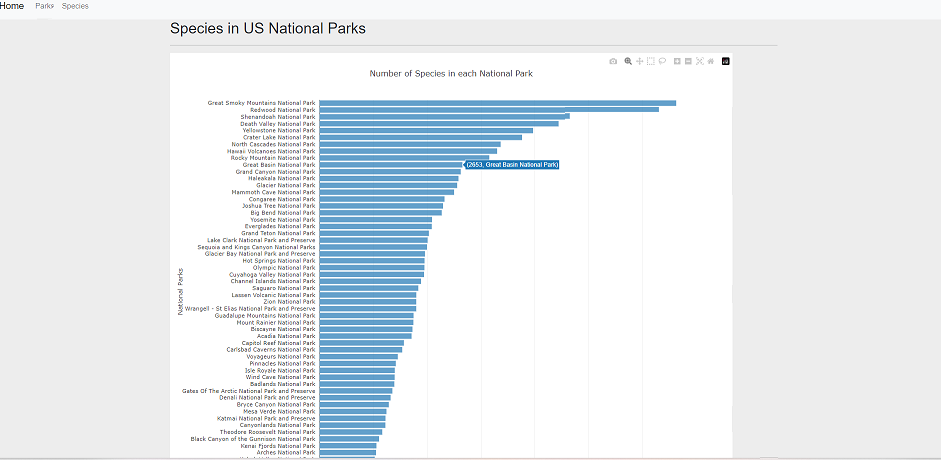 Home Parks Species
Species in US National Parks
Number of Species in each National Park
Great Smoky Mountains National Park
Redwood National Park
Shenandoah National Park
Death Valley National Park
Yellowstone National Park
Crater Lake National Park
North Cascades National Park
Hawaii Volcanoes National Park
Rocky Mountain National Park
Great Basin National Park
(2653, Great Basin National Park)
Grand Canyon National Park
Haleakala National Park
Glacier National Park
Mammoth Cave National Park
Congaree National Park
Joshua Tree National Park
Big Bend National Park
Yosemite National Park
Everglades National Park
Grand Teton National Park
Lake Clark National Park and Preserve
Sequoia and Kings Canyon National Parks
Glacier Bay National Park and Preserve
Hot Springs National Park
Olympic National Park
Cuyahoga Valley National Park
Channel Islands National Park
Saguaro National Park
Lassen Volcanic National Park
Zion National Park
Wrangell - St Elias National Park and Preserve
Guadalupe Mountains National Park
Mount Rainier National Park
Biscayne National Park
Acadia National Park
Capitol Reef National Park
Carlsbad Caverns National Park
Voyageurs National Park
Pinnacles National Park
Isle Royale National Park
Wind Cave National Park
Badlands National Park
Gates Of The Arctic National Park and Preserve
Denali National Park and Preserve
Bryce Canyon National Park
Mesa Verde National Park
Katmai National Park and Preserve
Canyonlands National Park
Theodore Roosevelt National Park
Black Canyon of the Gunnison National Park
Kenai Fjords National Park
Arches National Park
National Parks